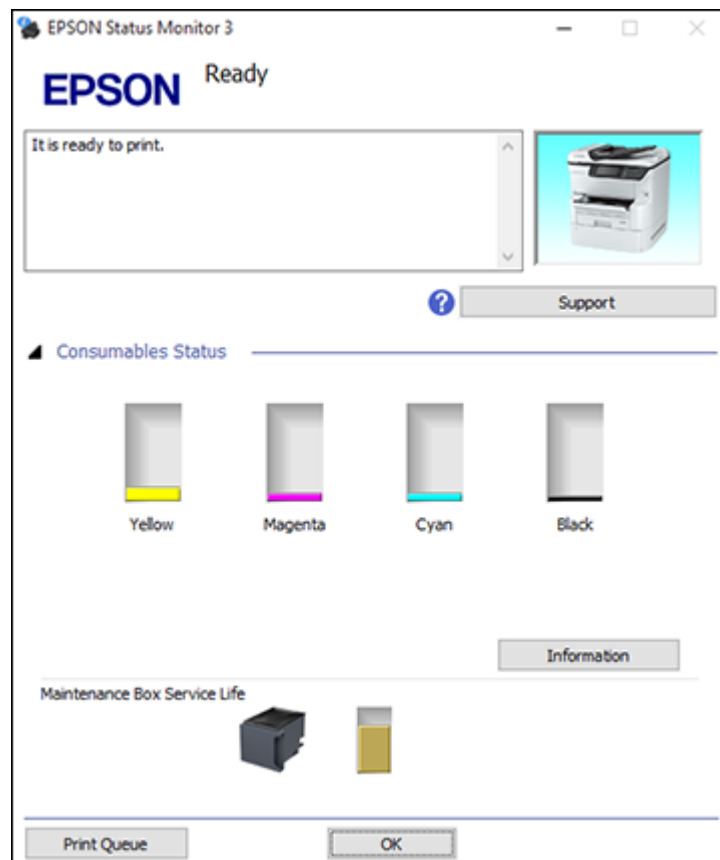 EPSON Status Monitor 3
EPSON
Ready
It is ready to print.
?
Support
Consumables Status
Yellow
Magenta
Cyan
Black
Information
Maintenance Box Service Life
Print Queue
OK